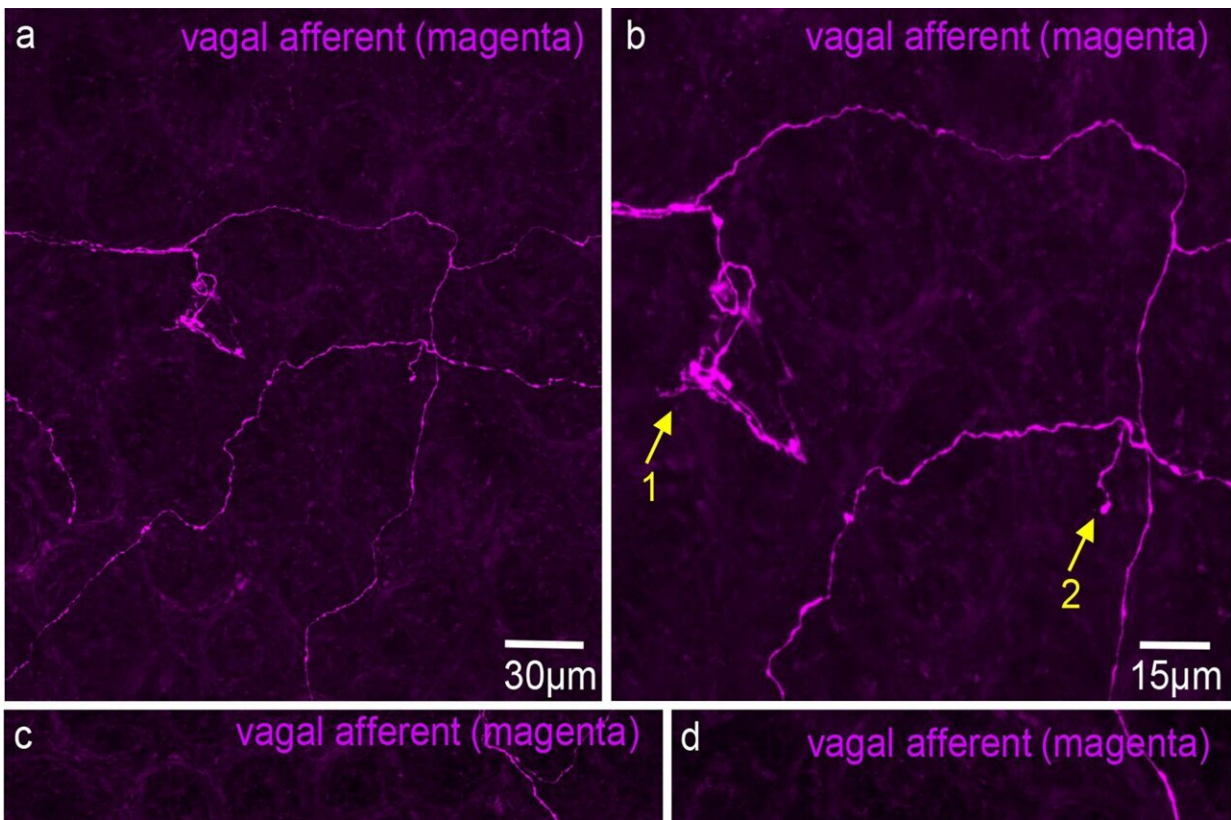 a
vagal afferent (magenta)
30µm
b
vagal afferent (magenta)
1
2
15µm
c
vagal afferent (magenta)
d
vagal afferent (magenta)